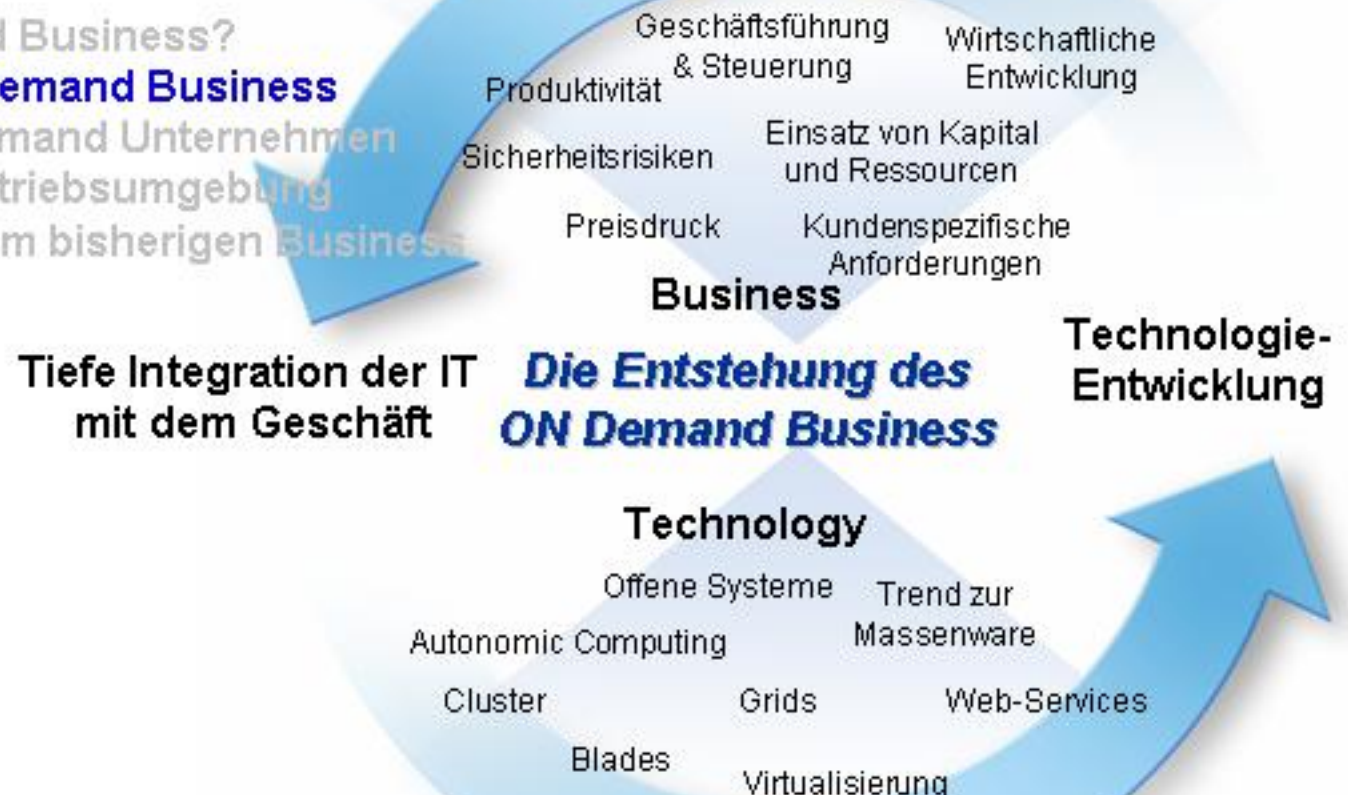 Business?
emand Business
mand Unternehmen
triebsumgebung
m bisherigen Business
Geschäftsführung
& Steuerung
Wirtschaftliche
Entwicklung
Produktivität
Einsatz von Kapital
und Ressourcen
Sicherheitsrisiken
Preisdruck
Kundenspezifische
Anforderungen
Business
Tiefe Integration der IT
mit dem Geschäft
Die Entstehung des
ON Demand Business
Technologie-
Entwicklung
Technology
Offene Systeme
Trend zur
Massenware
Autonomic Computing
Cluster
Grids
Web-Services
Blades
Virtualisierung